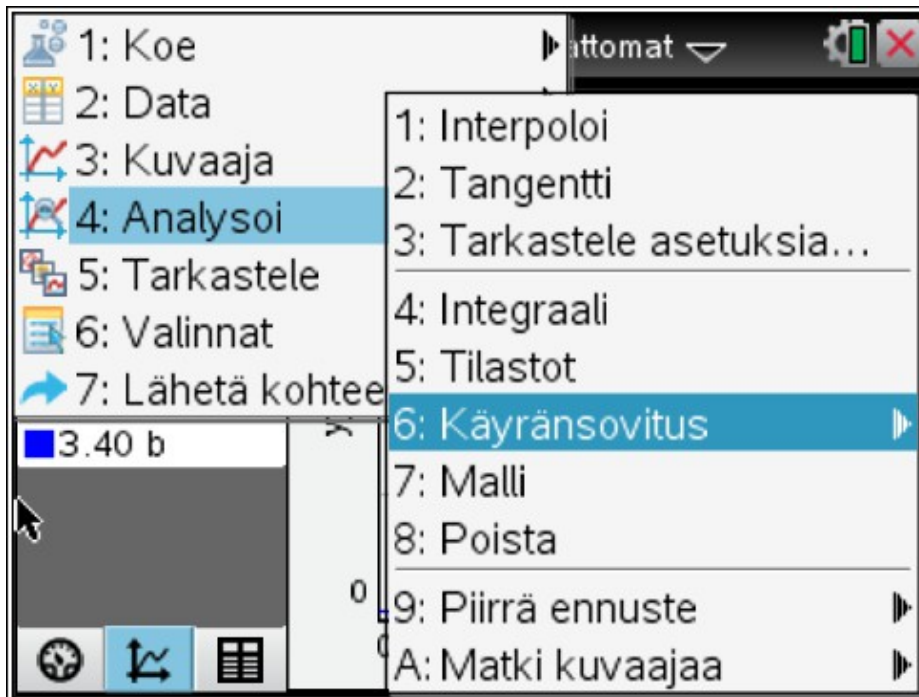 1: Koe
2: Data
3: Kuvaaja
4: Analysoi
5: Tarkastele
6: Valinnat
7: Lähetä kohtee
attomat
1: Interpoloi
2: Tangentti
3: Tarkastele asetuksia...
4: Integraali
5: Tilastot
6: Käyränsovitus
7: Malli
8: Poista
9: Piirrä ennuste
A: Matki kuvaajaa
3.40 b
y
0